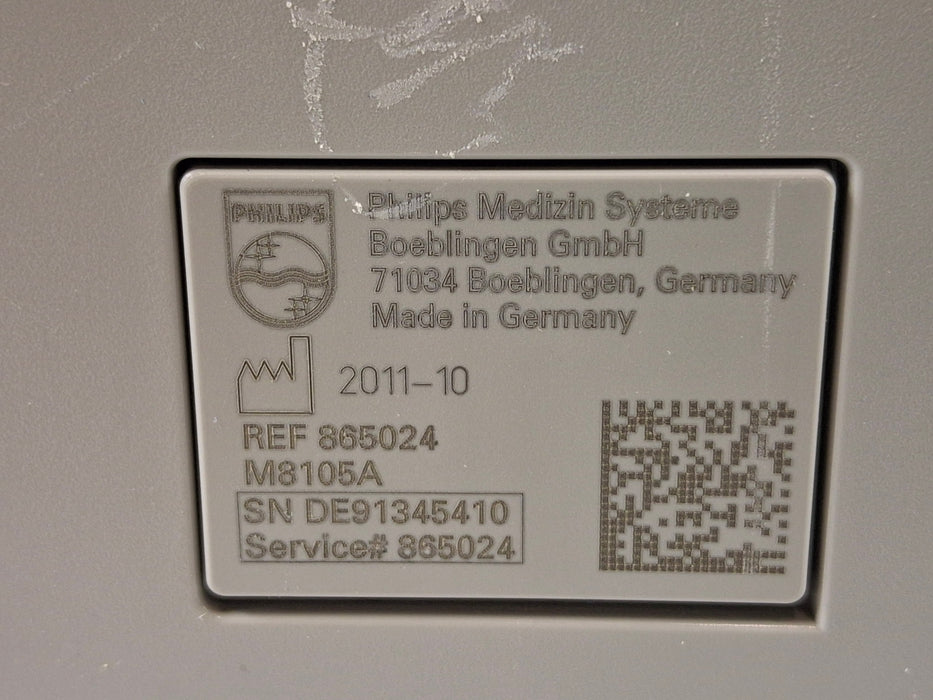 PHILIPS
Philips Medizin Systeme
Boeblingen GmbH
71034 Boeblingen, Germany
Made in Germany
2011-10
REF 865024
M8105A
SN DE91345410
Service# 865024